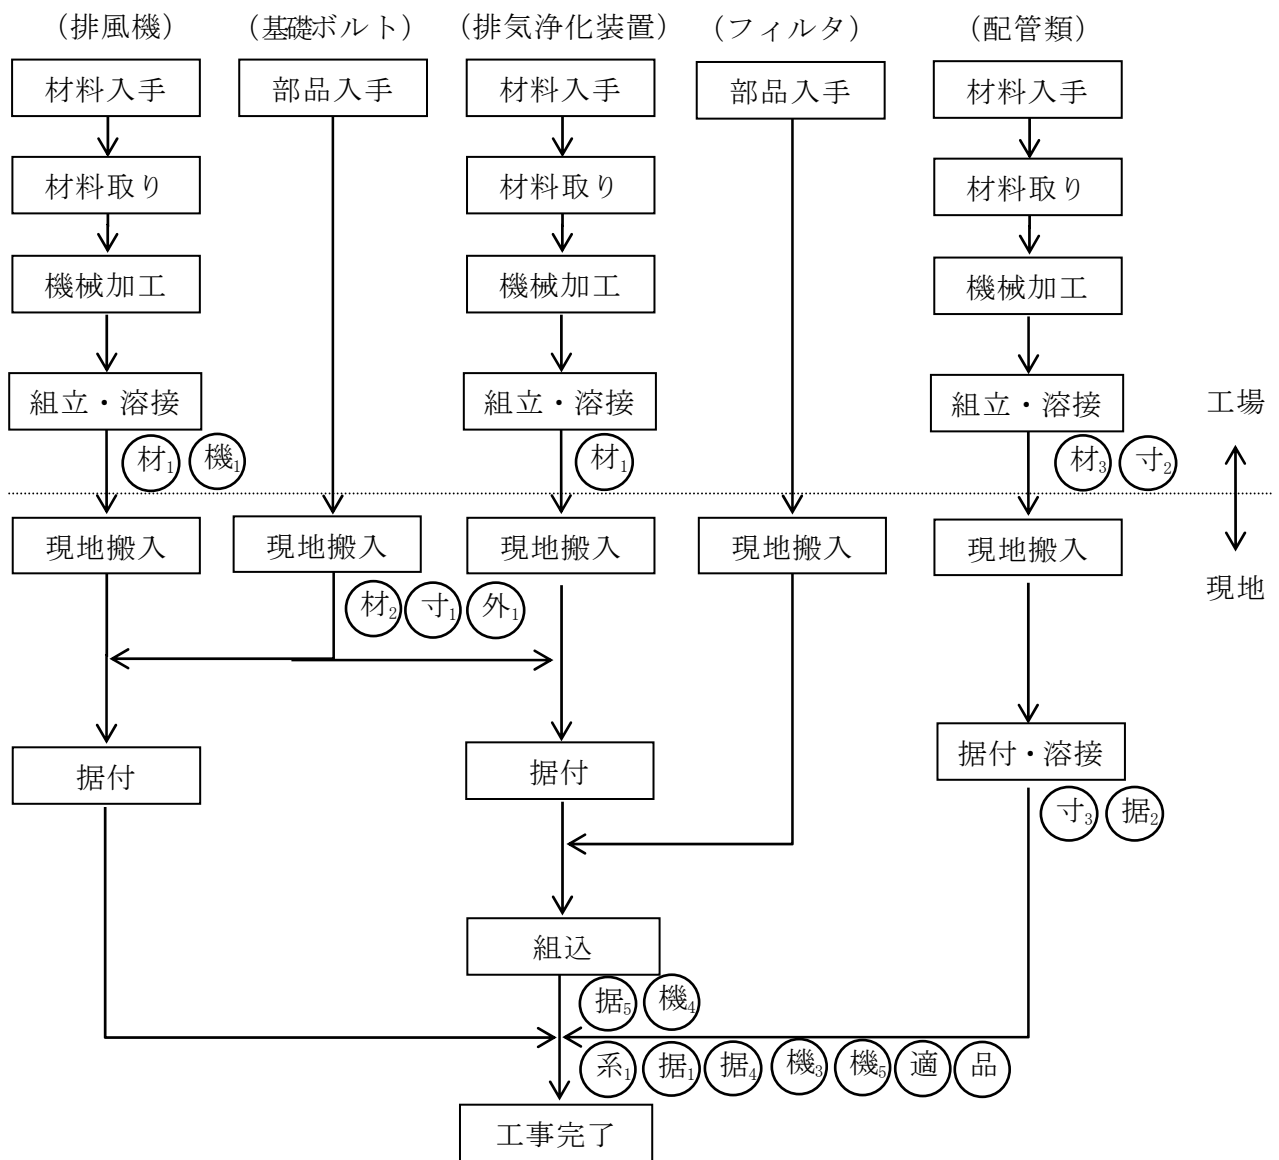 （排風機） （基礎ボルト） （排気浄化装置） （フィルタ） （配管類）
材料入手 部品入手 材料入手 部品入手 材料入手
材料取り 材料取り 材料取り
機械加工 機械加工 機械加工
組立・溶接 組立・溶接 組立・溶接 工場
材1 機1 材1 材3 寸2
現地搬入 現地搬入 現地搬入 現地搬入 現地搬入
現地
材2 寸1 外1
据付 据付 据付・溶接
寸3 据2
組込
据5 機4
系1 据1 据4 機3 機5 適 品
工事完了